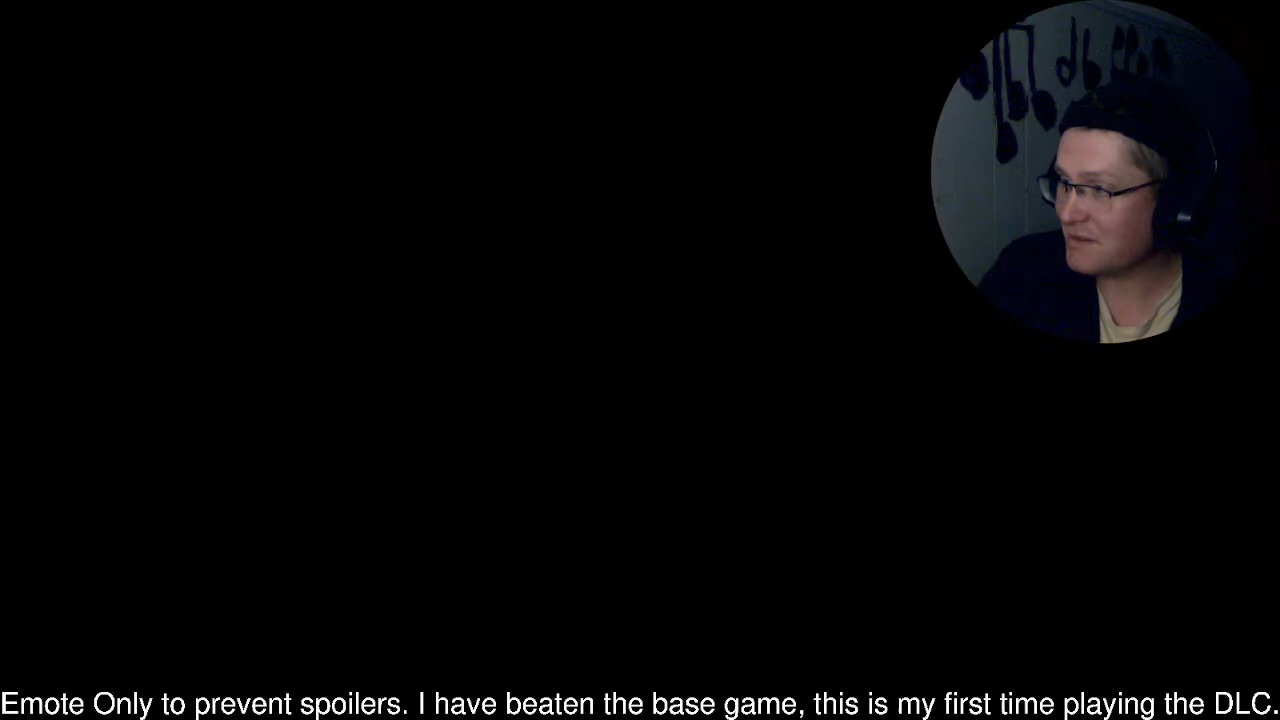 Emote Only to prevent spoilers. I have beaten the base game, this is my first time playing the DLC.